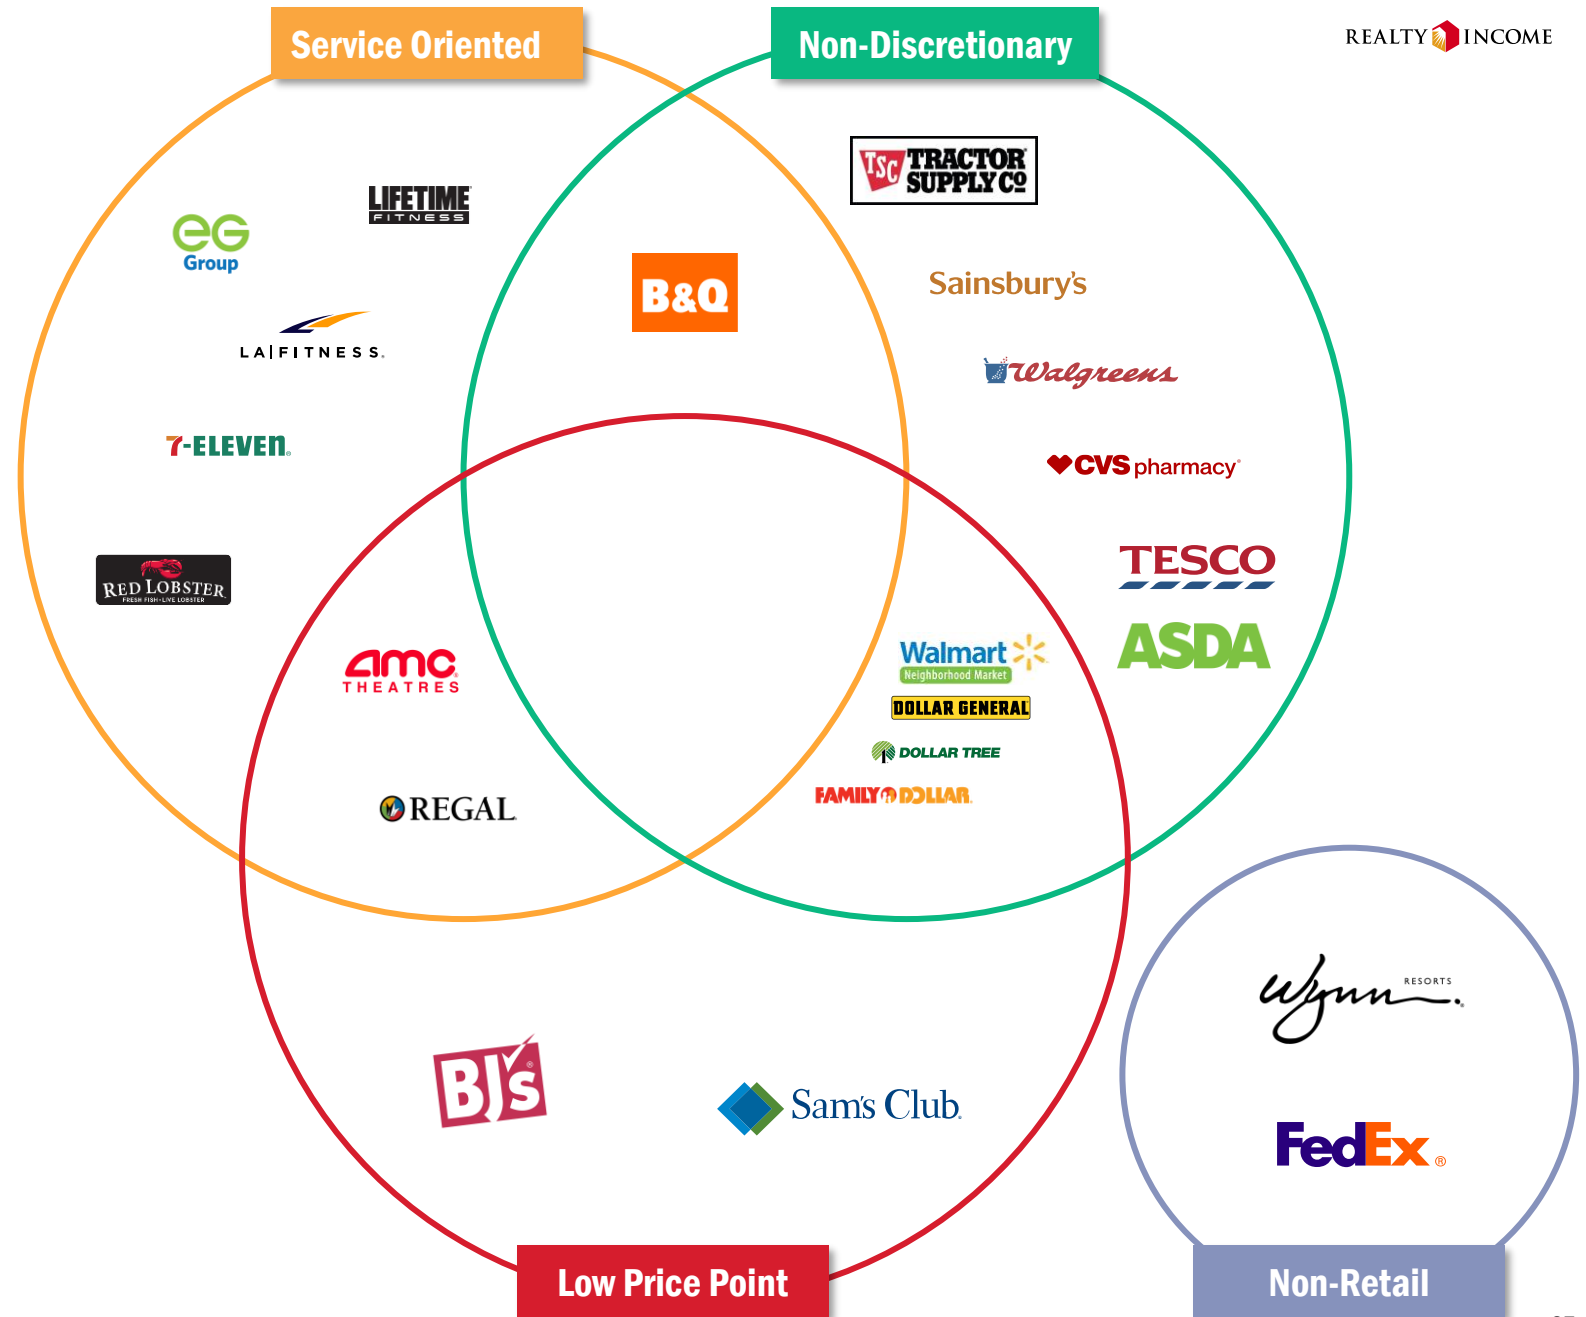 Service Oriented
Non-Discretionary
REALTY INCOME
TSC TRACTOR
SUPPLY CO
LIFETIME
FITNESS
eG
Group
B&Q
Sainsbury's
LA|FITNESS.
Walgreens
7-ELEVEn®
CVS pharmacy®
TESCO
RED LOBSTER
FRESH FISH-LIVE LOBSTER
ASDA
Walmart
Neighborhood Market
amc
THEATRES
DOLLAR GENERAL
DOLLAR TREE
FAMILY DOLLAR
REGAL
Wynn RESORTS
BJ's
Sam's Club
FedEx®
Low Price Point
Non-Retail